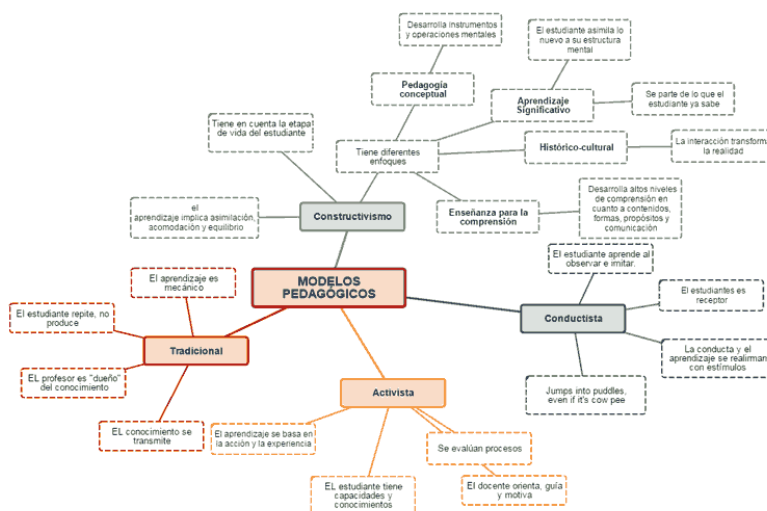 Desarrolla instrumentos
y operaciones mentales
El estudiante asimila lo
nuevo a su estructura
mental
Pedagogía
conceptual
Aprendizaje
Significativo
Se parte de lo que el
estudiante ya sabe
Tiene en cuenta la etapa
de vida del estudiante
Tiene diferentes
enfoques
Histórico-cultural
La interacción transforma
la realidad
el
aprendizaje implica asimilación,
acomodación y equilibrio
Constructivismo
Enseñanza para la
comprensión
Desarrolla altos niveles
de comprensión en
cuanto a contenidos,
formas, propósitos y
comunicación
MODELOS
PEDAGÓGICOS
El estudiante aprende al
observar e imitar.
El aprendizaje es
mecánico
El estudiantes es
receptor
El estudiante repite, no
produce
Conductista
Tradicional
La conducta y el
aprendizaje se realirman
con estímulos
EL profesor es "dueño"
del conocimiento
Jumps into puddles,
even if it's cow pee
Activista
EL conocimiento se
transmite
El aprendizaje se basa en
la acción y la experiencia
Se evalúan procesos
EL estudiante tiene
capacidades y
conocimientos
El docente orienta, guía
y motiva